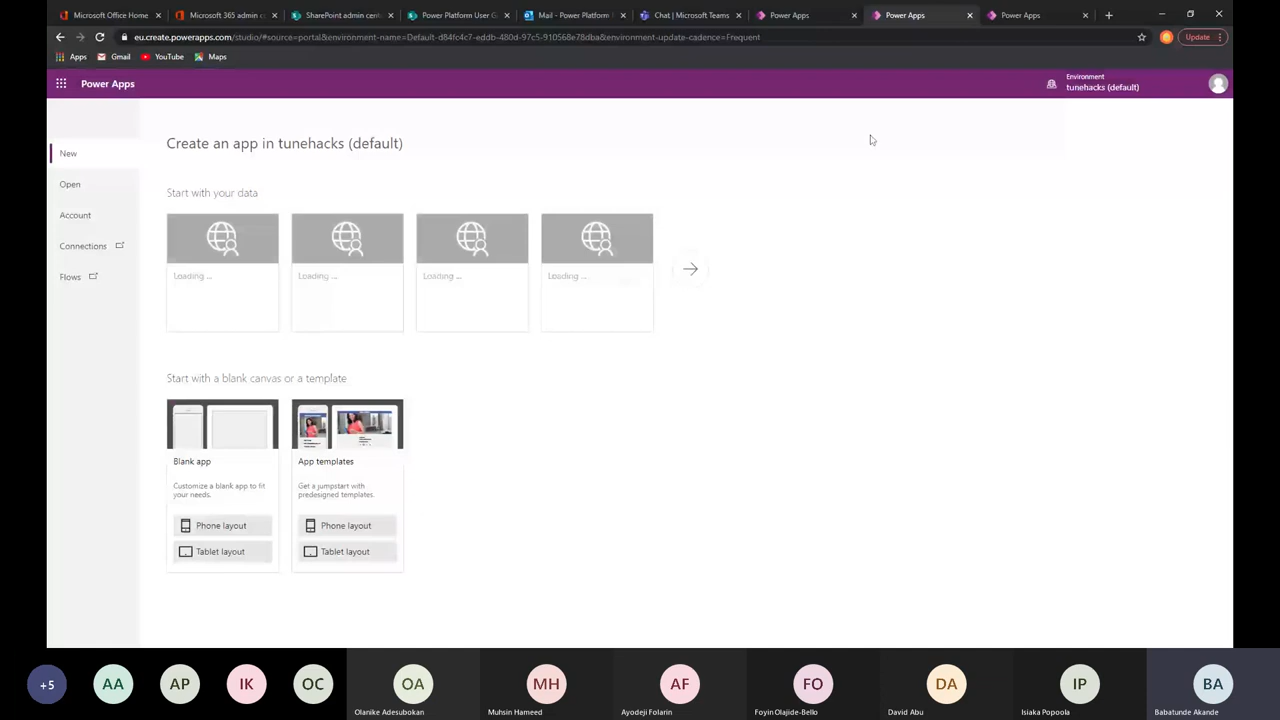 Microsoft Office Home
Microsoft 365 admin c
SharePoint admin cent
Power Platform User G
Mail - Power Platform
Chat | Microsoft Teams
Power Apps
Power Apps
Power Apps
eu.create.powerapps.com/studio/#source=portal&environment-name=Default-d84fc4c7-eddb-480d-97c5-910568e78dba&environment-update-cadence=Frequent
Update
Apps
Gmail
YouTube
Maps
Power Apps
Environment
tunehacks (default)
New
Open
Account
Connections
Flows
Create an app in tunehacks (default)
Start with your data
Loading ...
Loading ...
Loading ...
Loading ...
Start with a blank canvas or a template
Blank app
Customize a blank app to fit
your needs.
Phone layout
Tablet layout
App templates
Get a jumpstart with
predesigned templates.
Phone layout
Tablet layout
+5
AA
AP
IK
OC
OA
Olanike Adesubokan
MH
Muhsin Hameed
AF
Ayodeji Folarin
FO
Foyin Olajide-Bello
DA
David Abu
IP
Isiaka Popoola
BA
Babatunde Akande